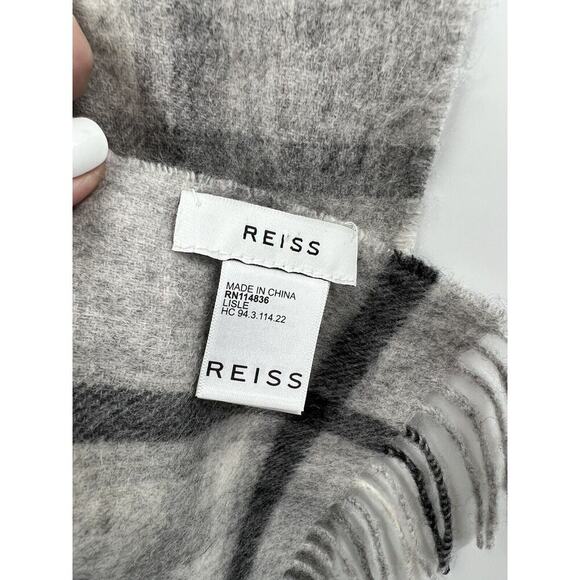 REISS
MADE IN CHINA
RN114836
LISLE
HC 94.3.114.22
REISS